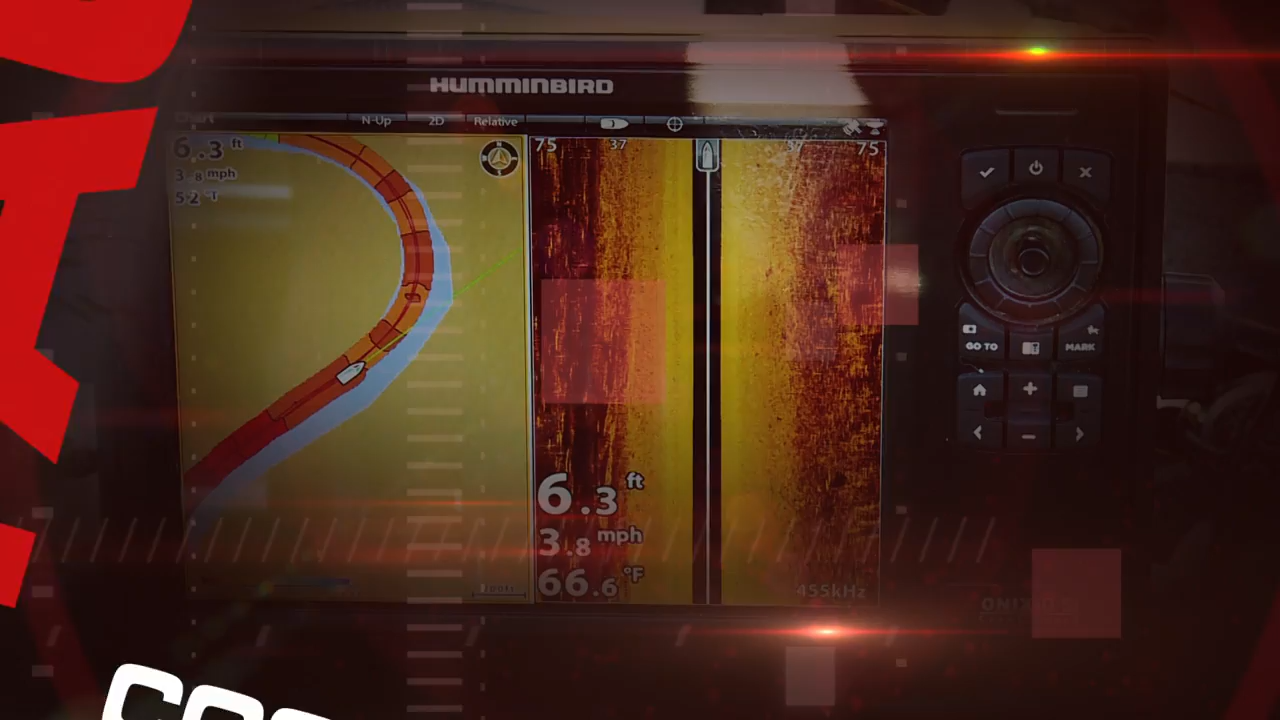 HUMMINBIRD
N-Up 2D Relative
6.3 ft
3.8 mph
52 °F
75 37 37 75
6.3 ft
3.8 mph
66.6 °F
455kHz
GO TO
MARK